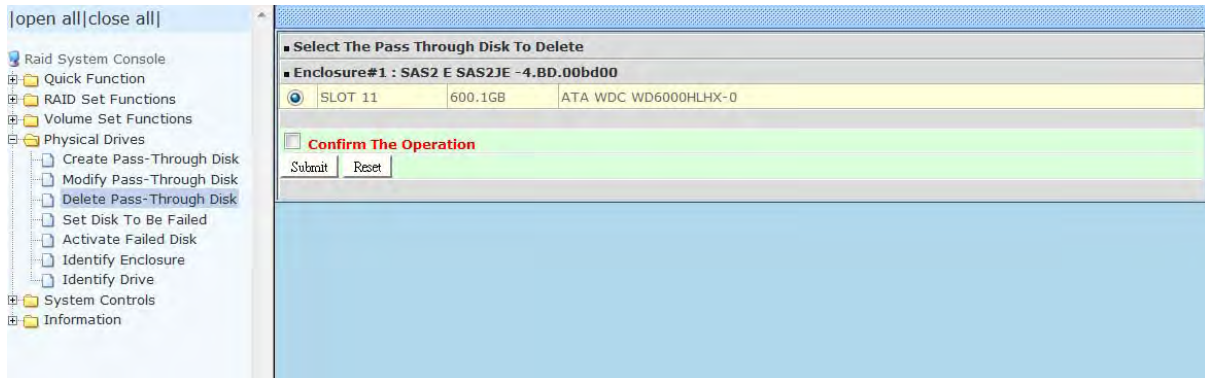 |open all|close all|
Raid System Console
Quick Function
RAID Set Functions
Volume Set Functions
Physical Drives
Create Pass-Through Disk
Modify Pass-Through Disk
Delete Pass-Through Disk
Set Disk To Be Failed
Activate Failed Disk
Identify Enclosure
Identify Drive
System Controls
Information
Select The Pass Through Disk To Delete
Enclosure#1 : SAS2 E SAS2JE -4.BD.00bd00
SLOT 11 600.1GB ATA WDC WD6000HLHX-0
Confirm The Operation
Submit Reset